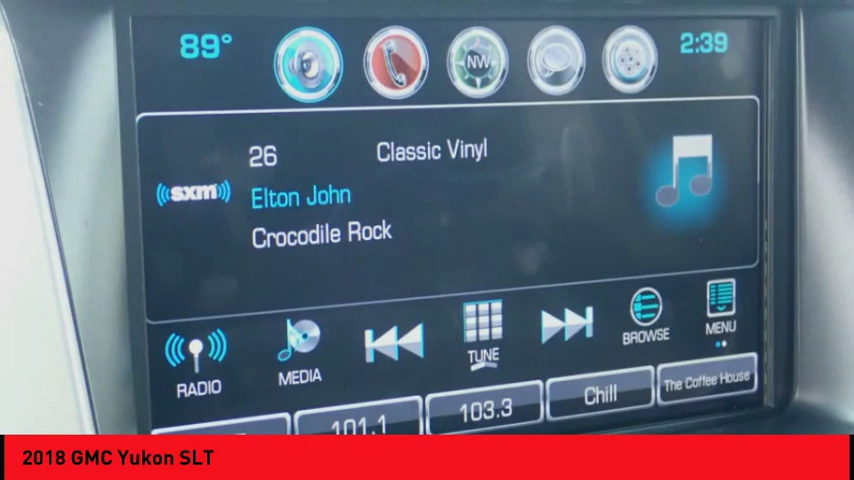 89°
NW
2:39
26
Classic Vinyl
((sxm))
Elton John
Crocodile Rock
RADIO
MEDIA
TUNE
BROWSE
MENU
101.1
103.3
Chill
The Coffee House
2018 GMC Yukon SLT